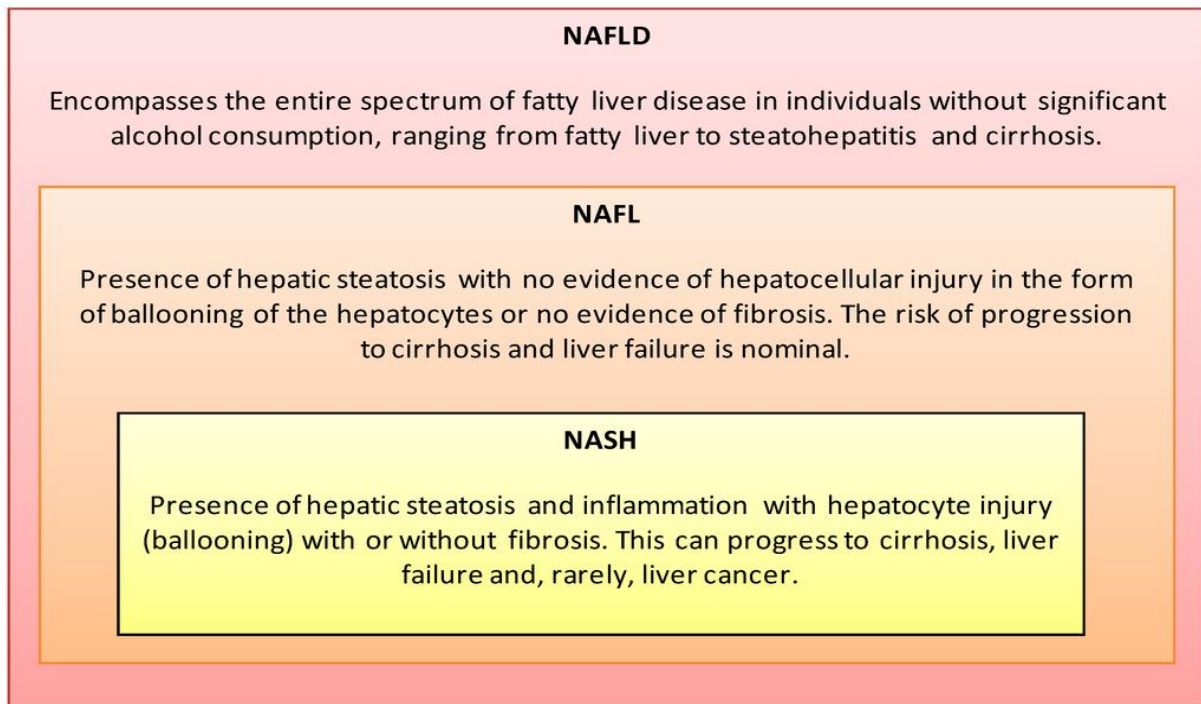 NAFLD
Encompasses the entire spectrum of fatty liver disease in individuals without significant
alcohol consumption, ranging from fatty liver to steatohepatitis and cirrhosis.
NAFL
Presence of hepatic steatosis with no evidence of hepatocellular injury in the form
of ballooning of the hepatocytes or no evidence of fibrosis. The risk of progression
to cirrhosis and liver failure is nominal.
NASH
Presence of hepatic steatosis and inflammation with hepatocyte injury
(ballooning) with or without fibrosis. This can progress to cirrhosis, liver
failure and, rarely, liver cancer.